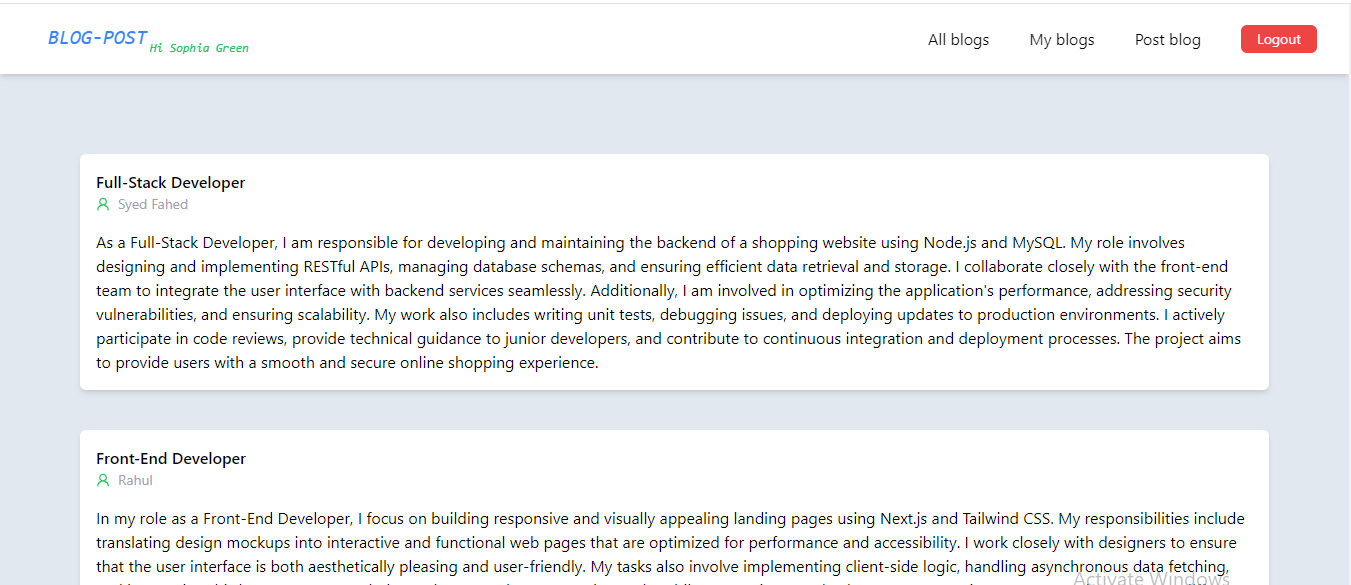 BLOG-POST Hi Sophia Green
All blogs My blogs Post blog Logout
Full-Stack Developer
Syed Fahed
As a Full-Stack Developer, I am responsible for developing and maintaining the backend of a shopping website using Node.js and MySQL. My role involves
designing and implementing RESTful APIs, managing database schemas, and ensuring efficient data retrieval and storage. I collaborate closely with the front-end
team to integrate the user interface with backend services seamlessly. Additionally, I am involved in optimizing the application's performance, addressing security
vulnerabilities, and ensuring scalability. My work also includes writing unit tests, debugging issues, and deploying updates to production environments. I actively
participate in code reviews, provide technical guidance to junior developers, and contribute to continuous integration and deployment processes. The project aims
to provide users with a smooth and secure online shopping experience.
Front-End Developer
Rahul
In my role as a Front-End Developer, I focus on building responsive and visually appealing landing pages using Next.js and Tailwind CSS. My responsibilities include
translating design mockups into interactive and functional web pages that are optimized for performance and accessibility. I work closely with designers to ensure
that the user interface is both aesthetically pleasing and user-friendly. My tasks also involve implementing client-side logic, handling asynchronous data fetching,
Activate Windows